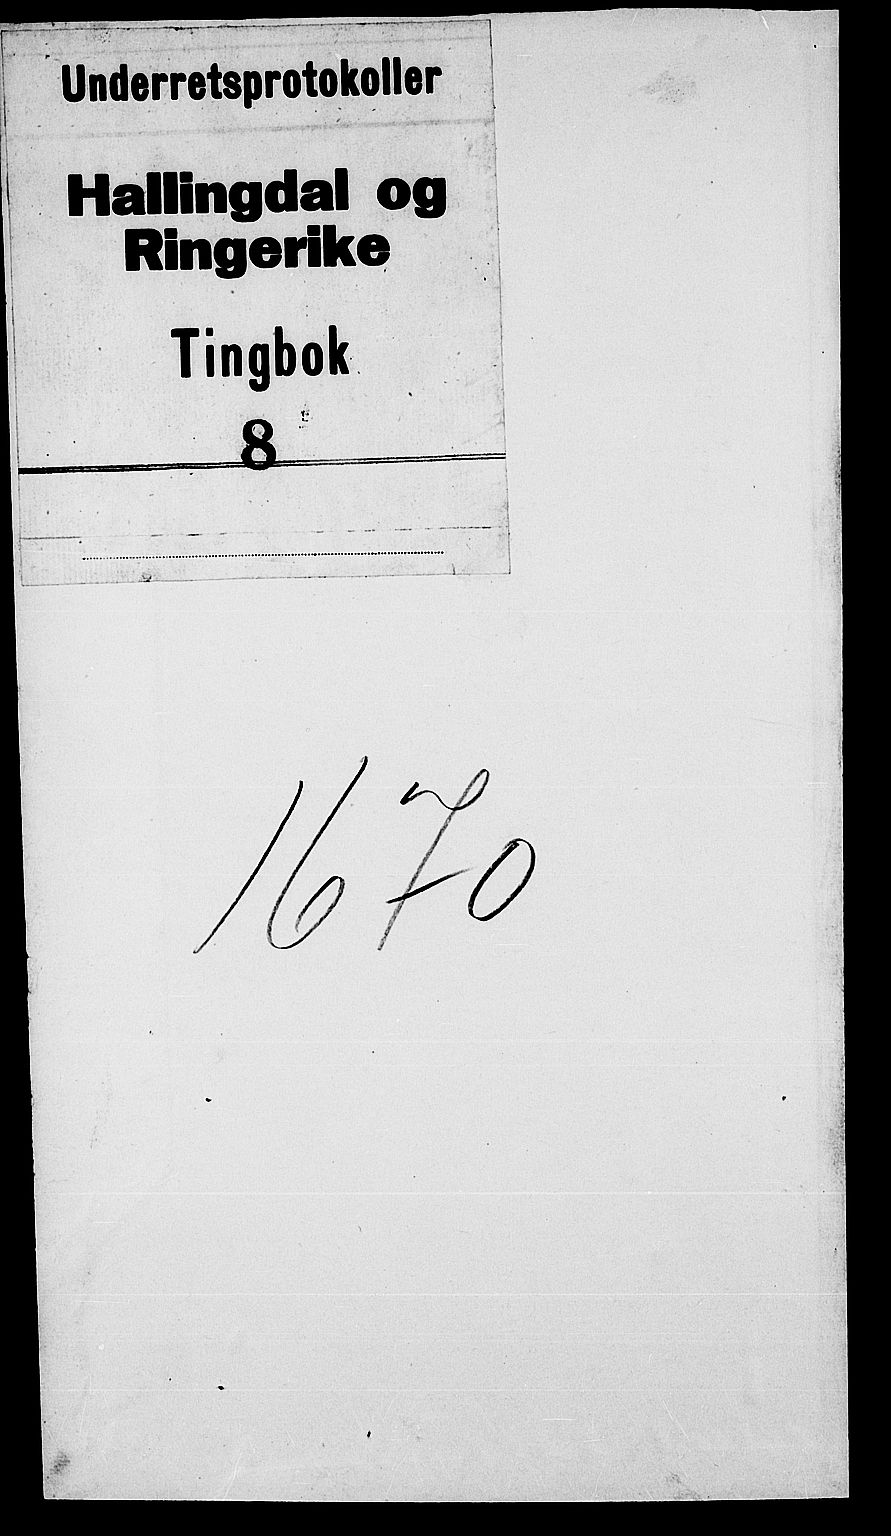 Underretsprotokoller
Hallingdal og
Ringerike
Tingbok
8
1670